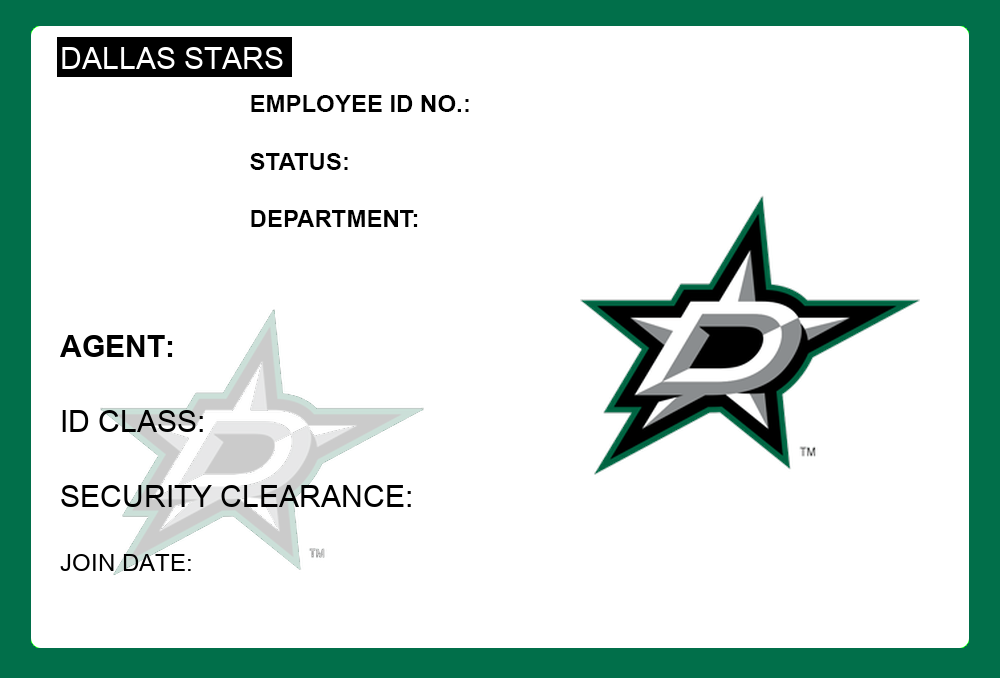 DALLAS STARS
EMPLOYEE ID NO.:
STATUS:
DEPARTMENT:
AGENT:
ID CLASS:
SECURITY CLEARANCE:
JOIN DATE:
D
TM
D
TM